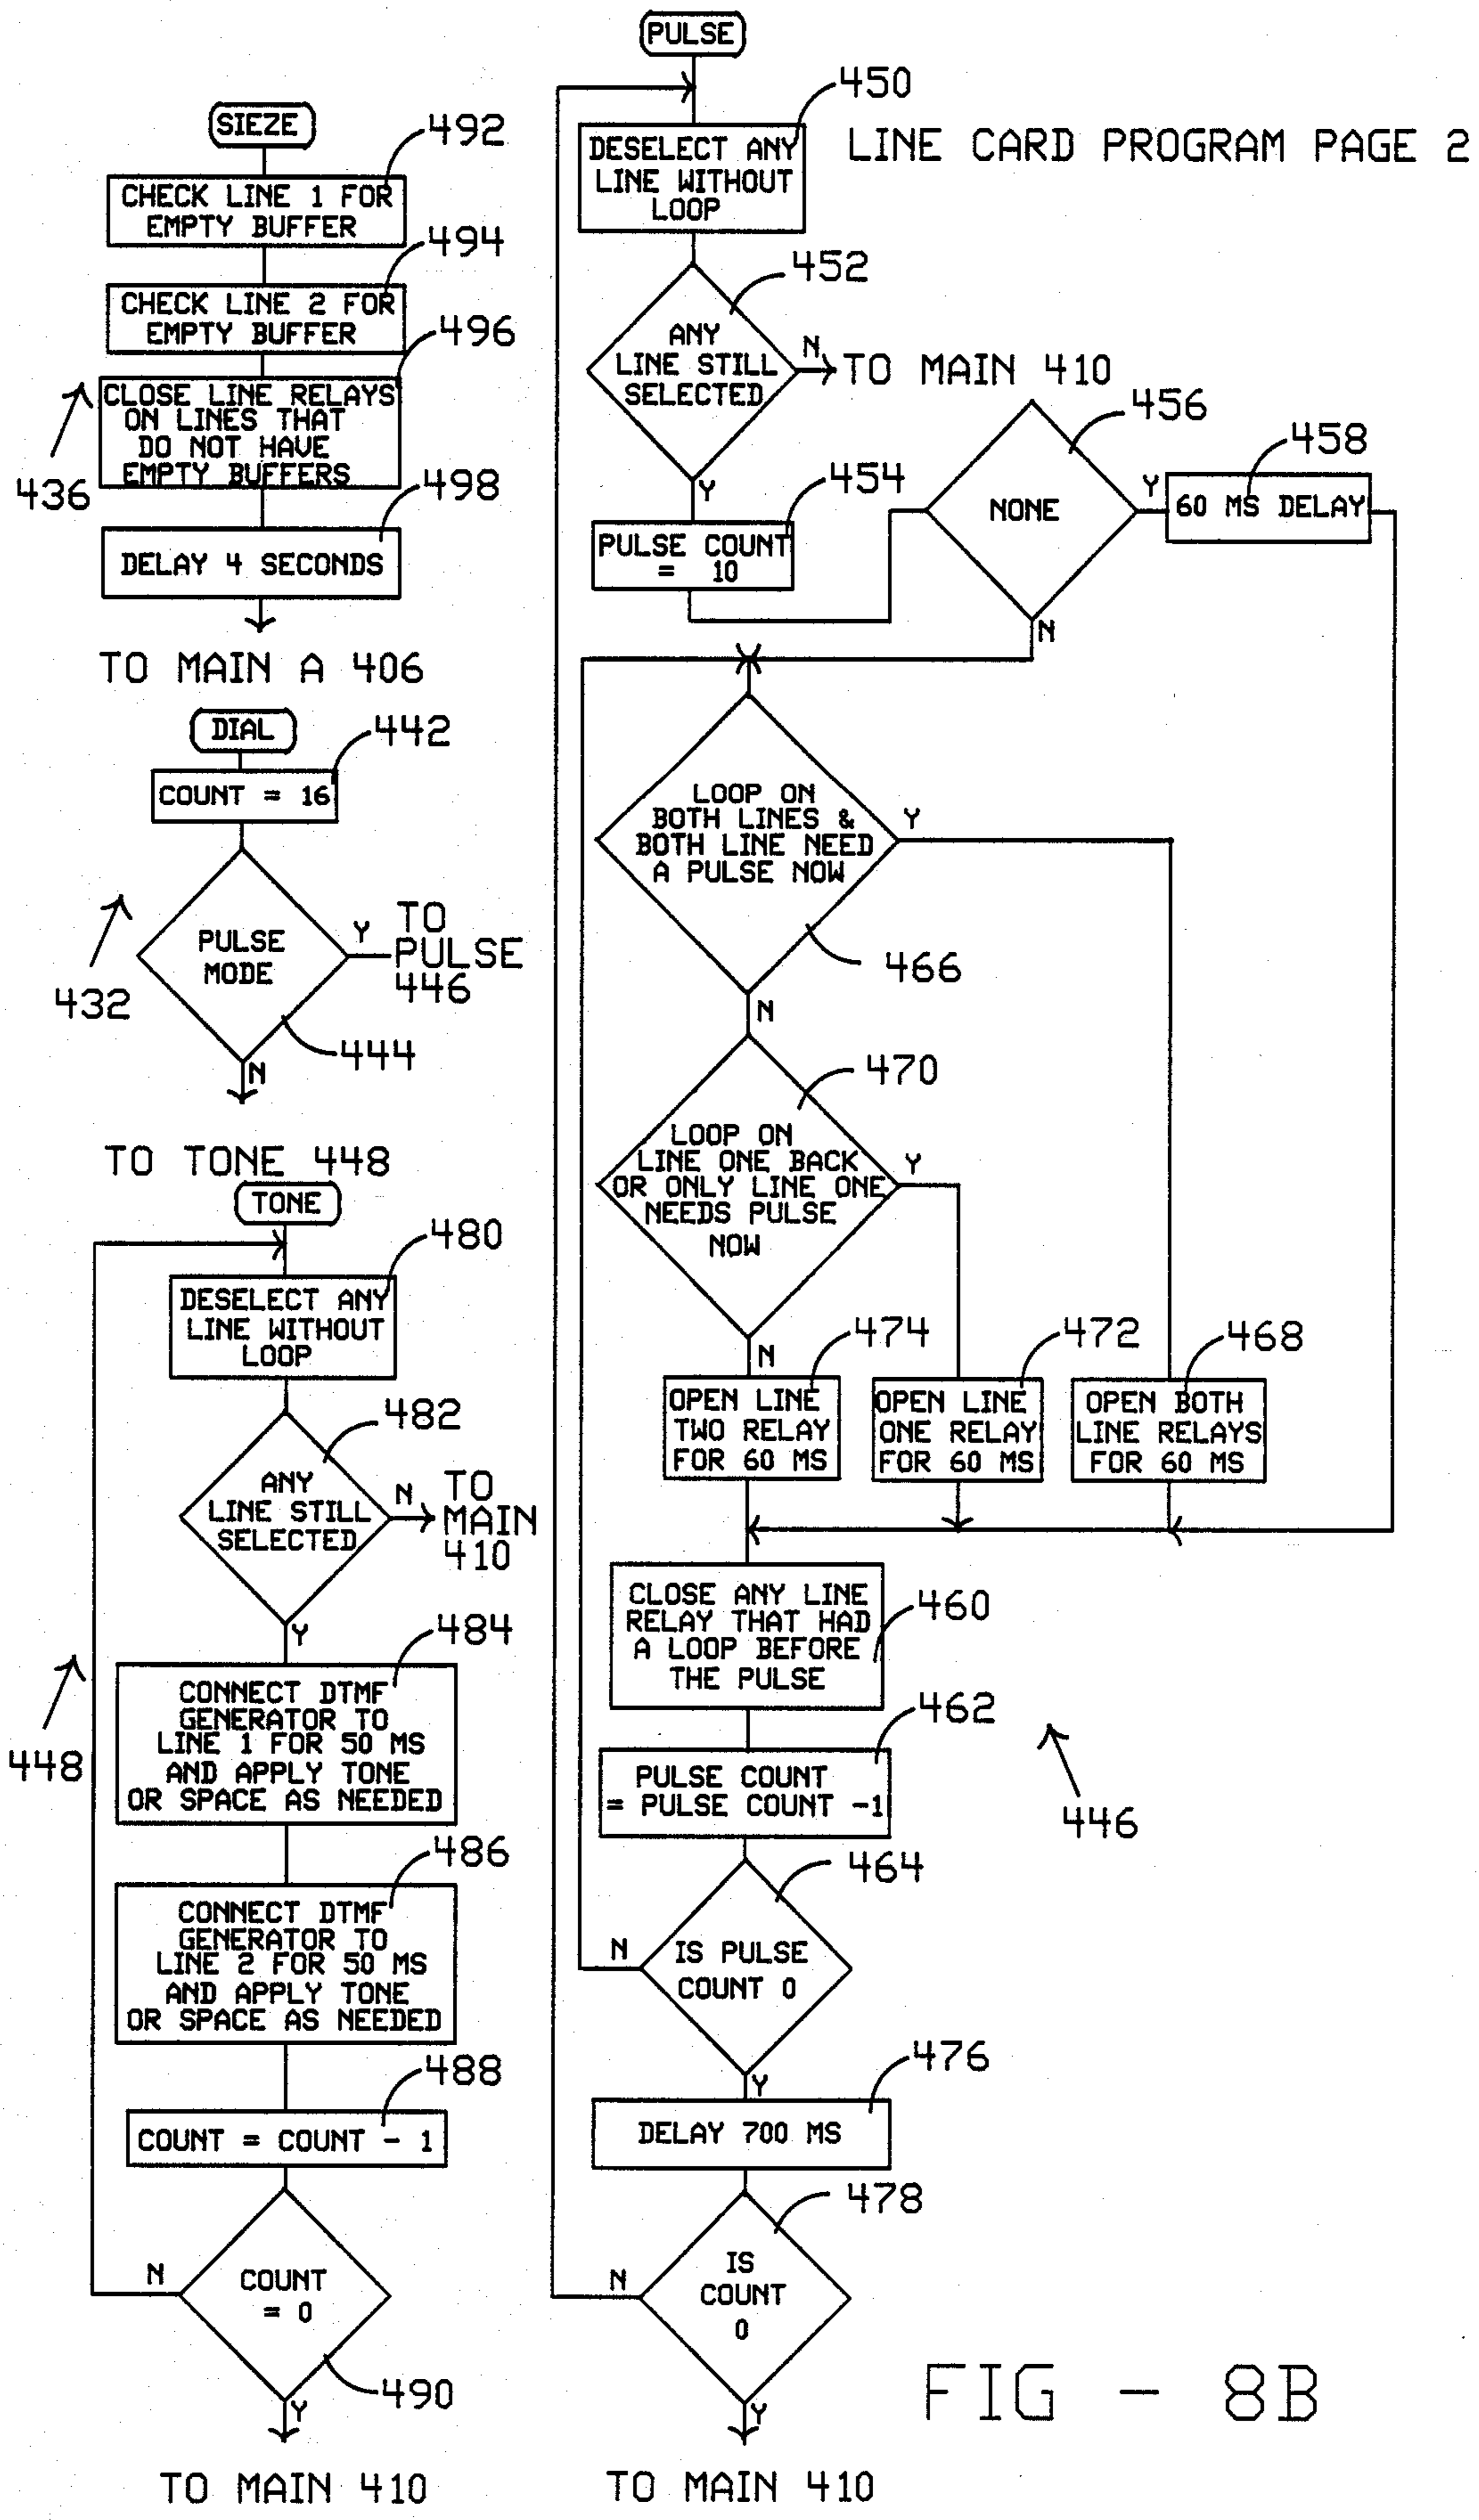 SIEZE
492
CHECK LINE 1 FOR
EMPTY BUFFER
494
CHECK LINE 2 FOR
EMPTY BUFFER
496
CLOSE LINE RELAYS
ON LINES THAT
DO NOT HAVE
EMPTY BUFFERS
436
498
DELAY 4 SECONDS
TO MAIN A 406
DIAL
442
COUNT = 16
PULSE
MODE
Y
TO
PULSE
446
432
444
N
TO TONE 448
TONE
480
DESELECT ANY
LINE WITHOUT
LOOP
482
ANY
LINE STILL
SELECTED
N
TO
MAIN
410
Y
484
CONNECT DTMF
GENERATOR TO
LINE 1 FOR 50 MS
AND APPLY TONE
OR SPACE AS NEEDED
448
486
CONNECT DTMF
GENERATOR TO
LINE 2 FOR 50 MS
AND APPLY TONE
OR SPACE AS NEEDED
488
COUNT = COUNT - 1
N
COUNT
= 0
490
Y
TO MAIN 410
PULSE
450
LINE CARD PROGRAM PAGE 2
DESELECT ANY
LINE WITHOUT
LOOP
452
ANY
LINE STILL
SELECTED
N
TO MAIN 410
Y
454
PULSE COUNT
= 10
456
NONE
Y
458
60 MS DELAY
N
LOOP ON
BOTH LINES &
BOTH LINE NEED
A PULSE NOW
Y
466
N
470
LOOP ON
LINE ONE BACK
OR ONLY LINE ONE
NEEDS PULSE
NOW
Y
N
474
OPEN LINE
TWO RELAY
FOR 60 MS
472
OPEN LINE
ONE RELAY
FOR 60 MS
468
OPEN BOTH
LINE RELAYS
FOR 60 MS
CLOSE ANY LINE
RELAY THAT HAD
A LOOP BEFORE
THE PULSE
460
462
PULSE COUNT
= PULSE COUNT -1
446
464
N
IS PULSE
COUNT 0
Y
476
DELAY 700 MS
478
N
IS
COUNT
0
Y
TO MAIN 410
FIG - 8B